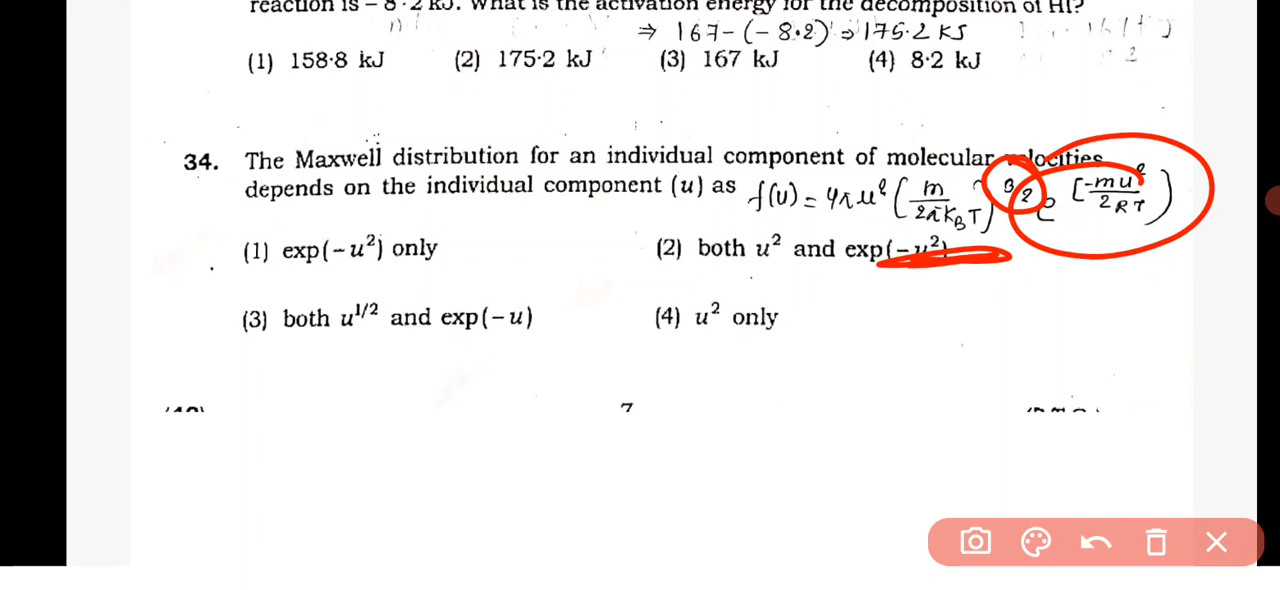 reaction is – 8·2 kJ. What is the activation energy for the decomposition of HI?
⇒ 167-(-8.2) ⇒ 175.2 KJ
(1) 158·8 kJ (2) 175·2 kJ (3) 167 kJ (4) 8·2 kJ
34. The Maxwell distribution for an individual component of molecular velocities
depends on the individual component (u) as f(u) = 4πu² (m/2πK_BT)^3/2 e^[-mu²/2RT)
(1) exp(−u²) only (2) both u² and exp(−u²)
(3) both u^1/2 and exp(−u) (4) u² only
7